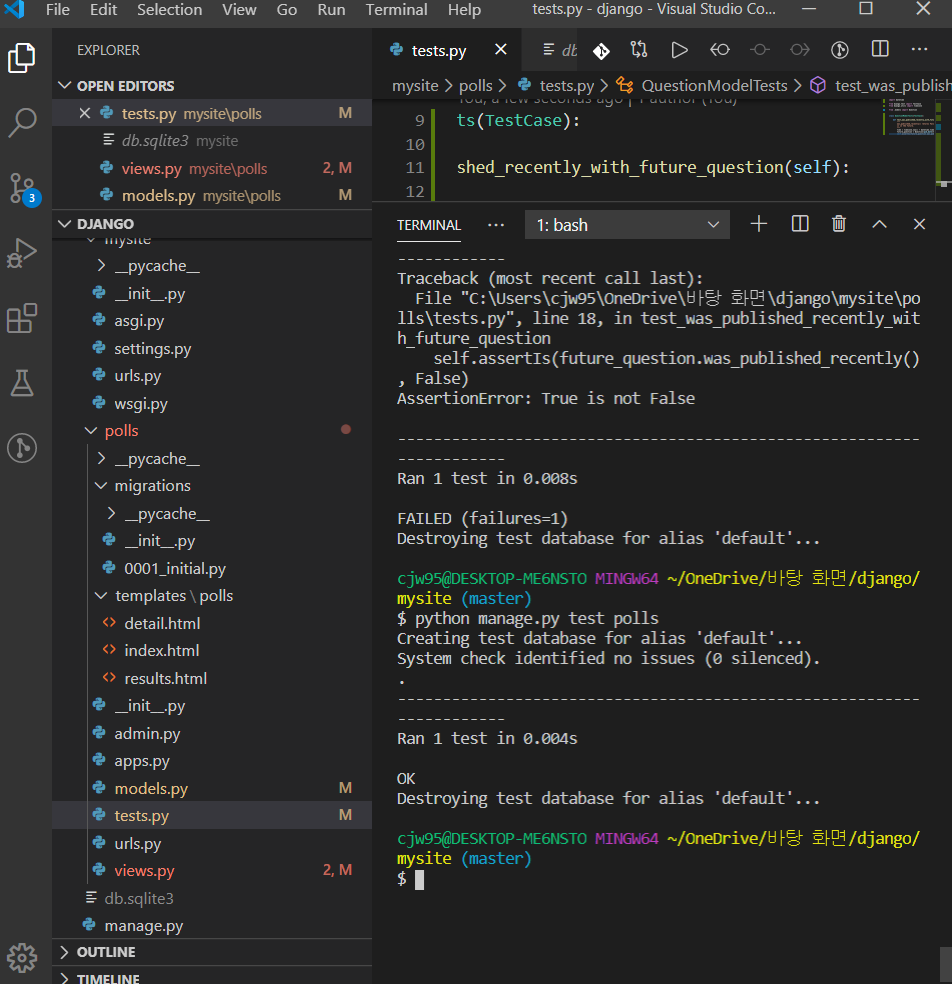 File Edit Selection View Go Run Terminal Help tests.py - django - Visual Studio Co...
EXPLORER
OPEN EDITORS
tests.py mysite\polls M
db.sqlite3 mysite
views.py mysite\polls 2, M
models.py mysite\polls M
3
DJANGO
mysite
__pycache__
__init__.py
asgi.py
settings.py
urls.py
wsgi.py
polls
__pycache__
migrations
__pycache__
__init__.py
0001_initial.py
templates \ polls
detail.html
index.html
results.html
__init__.py
admin.py
apps.py
models.py M
tests.py M
urls.py
views.py 2, M
db.sqlite3
manage.py
OUTLINE
TIMELINE
tests.py db
mysite > polls > tests.py > QuestionModelTests > test_was_publish
You, a few seconds ago | 1 author (You)
9 ts(TestCase):
10
11 shed_recently_with_future_question(self):
12
TERMINAL ... 1: bash
------------
Traceback (most recent call last):
File "C:\Users\cjw95\OneDrive\바탕 화면\django\mysite\po
lls\tests.py", line 18, in test_was_published_recently_wit
h_future_question
self.assertIs(future_question.was_published_recently()
, False)
AssertionError: True is not False
----------------------------------------------------------
------------
Ran 1 test in 0.008s
FAILED (failures=1)
Destroying test database for alias 'default'...
cjw95@DESKTOP-ME6NSTO MINGW64 ~/OneDrive/바탕 화면/django/
mysite (master)
$ python manage.py test polls
Creating test database for alias 'default'...
System check identified no issues (0 silenced).
.
----------------------------------------------------------
------------
Ran 1 test in 0.004s
OK
Destroying test database for alias 'default'...
cjw95@DESKTOP-ME6NSTO MINGW64 ~/OneDrive/바탕 화면/django/
mysite (master)
$